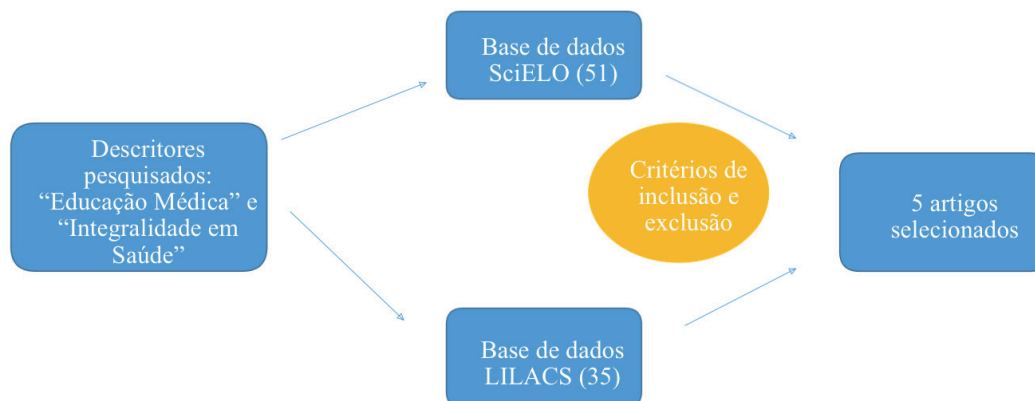 Descritores
pesquisados:
“Educação Médica” e
“Integralidade em
Saúde”
Base de dados
SciELO (51)
Critérios de
inclusão e
exclusão
Base de dados
LILACS (35)
5 artigos
selecionados